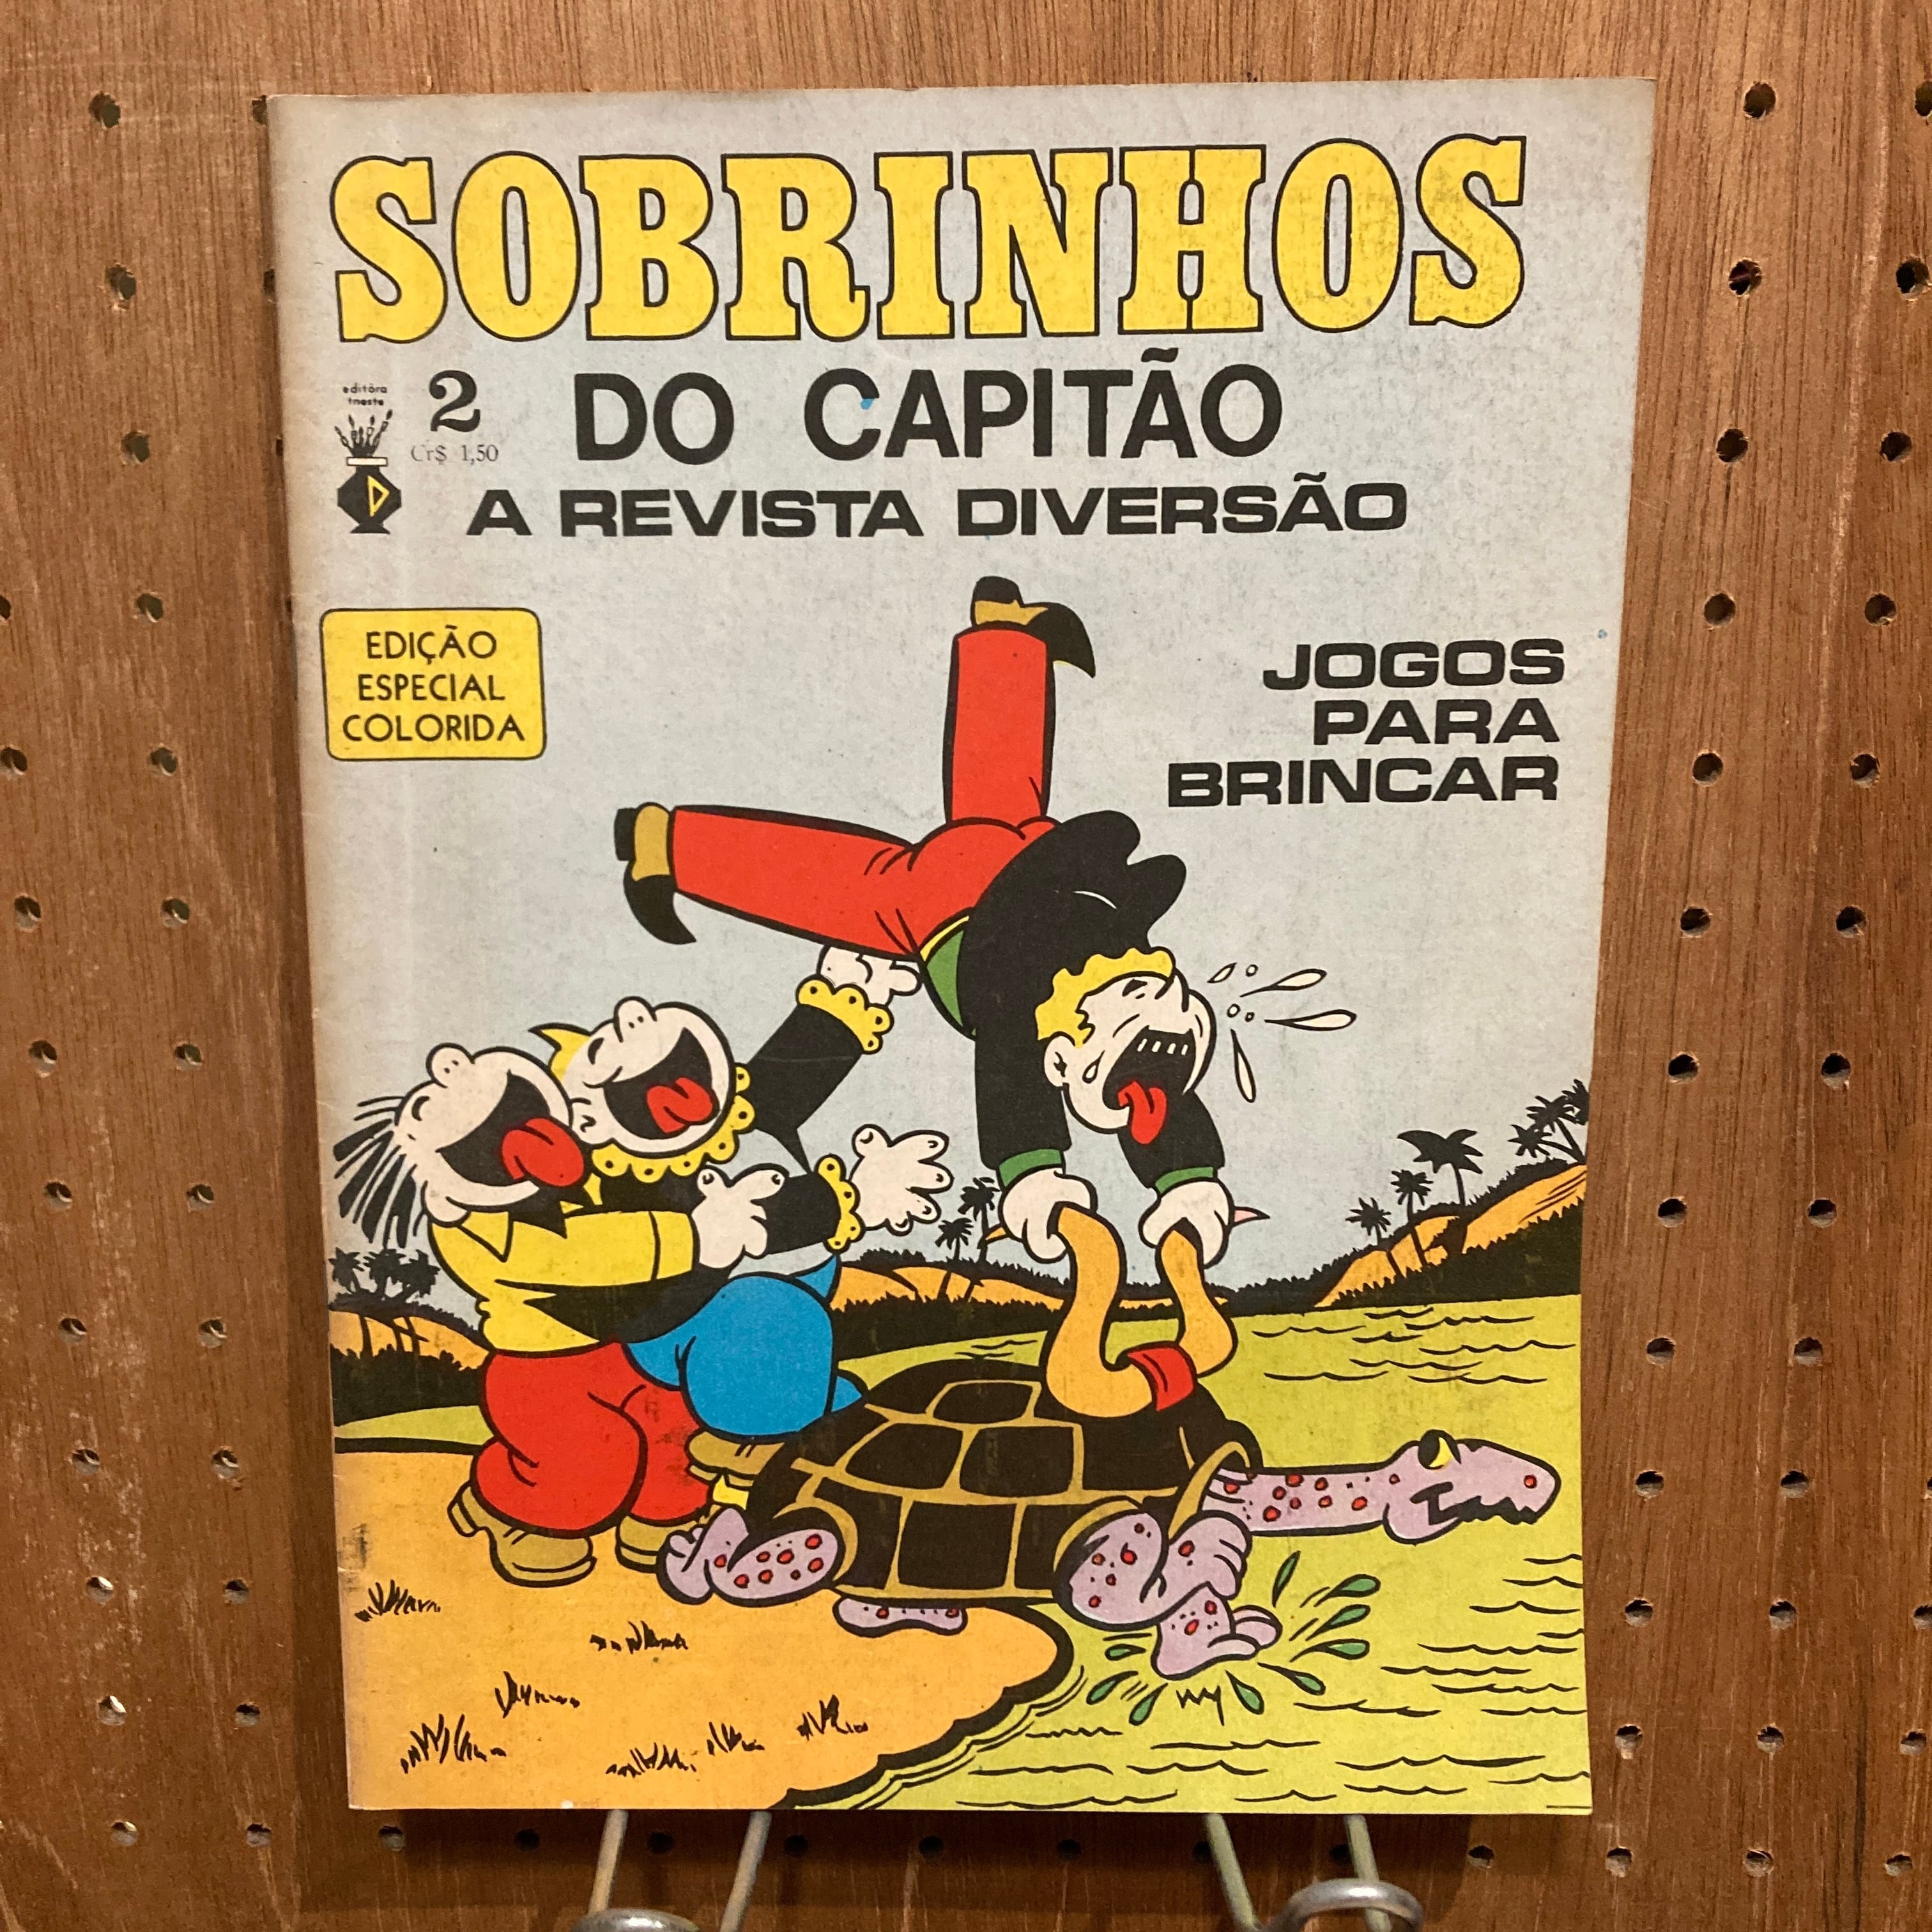 SOBRINHOS
editôra
2
DO CAPITÃO
Cr$ 1,50
A REVISTA DIVERSÃO
EDIÇÃO
ESPECIAL
COLORIDA
JOGOS
PARA
BRINCAR